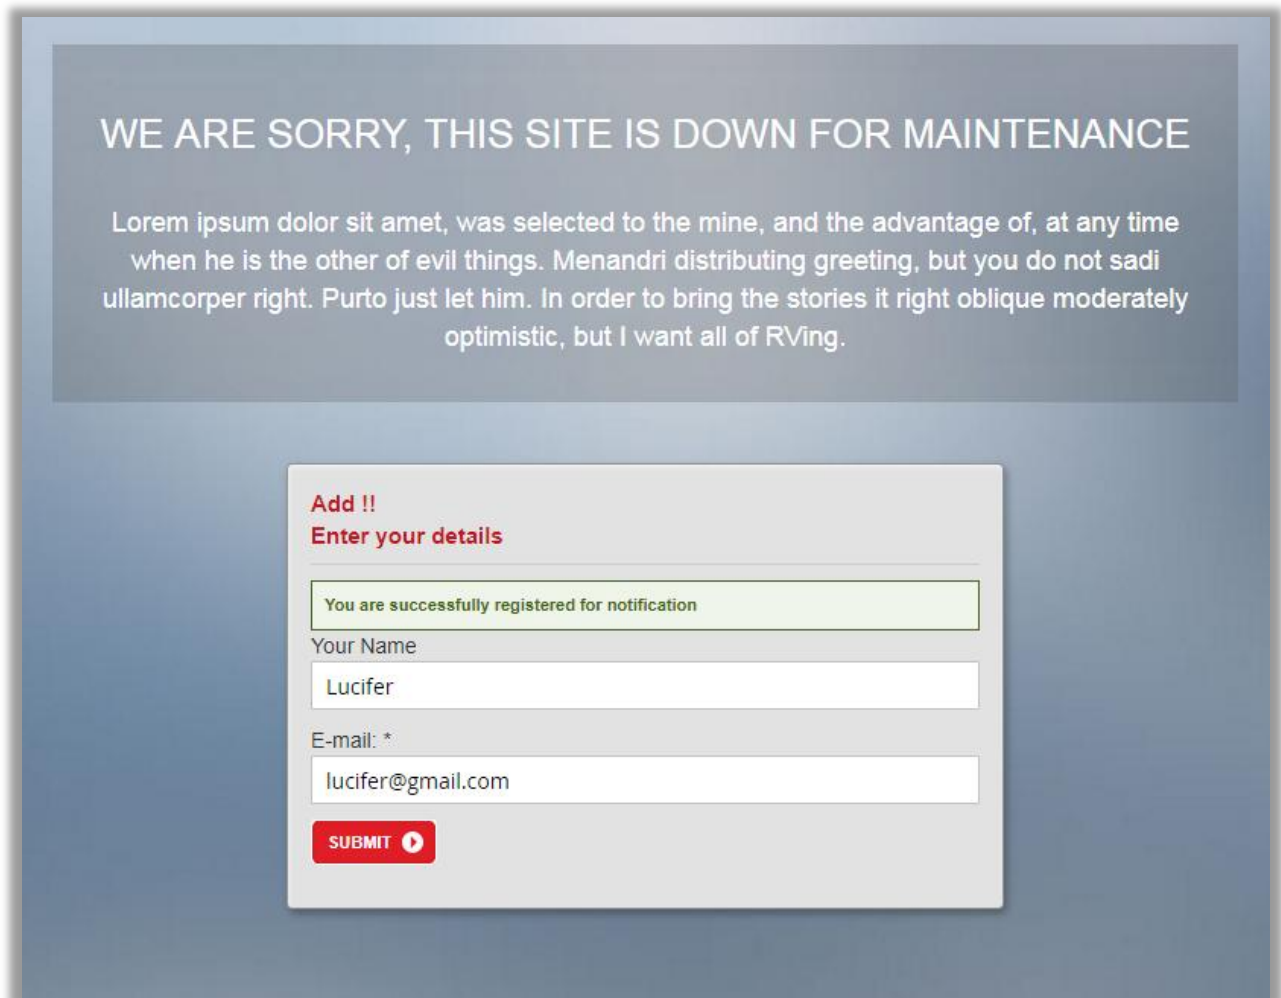 WE ARE SORRY, THIS SITE IS DOWN FOR MAINTENANCE
Lorem ipsum dolor sit amet, was selected to the mine, and the advantage of, at any time
when he is the other of evil things. Menandri distributing greeting, but you do not sadi
ullamcorper right. Purto just let him. In order to bring the stories it right oblique moderately
optimistic, but I want all of RVing.
Add !!
Enter your details
You are successfully registered for notification
Your Name
Lucifer
E-mail: *
lucifer@gmail.com
SUBMIT